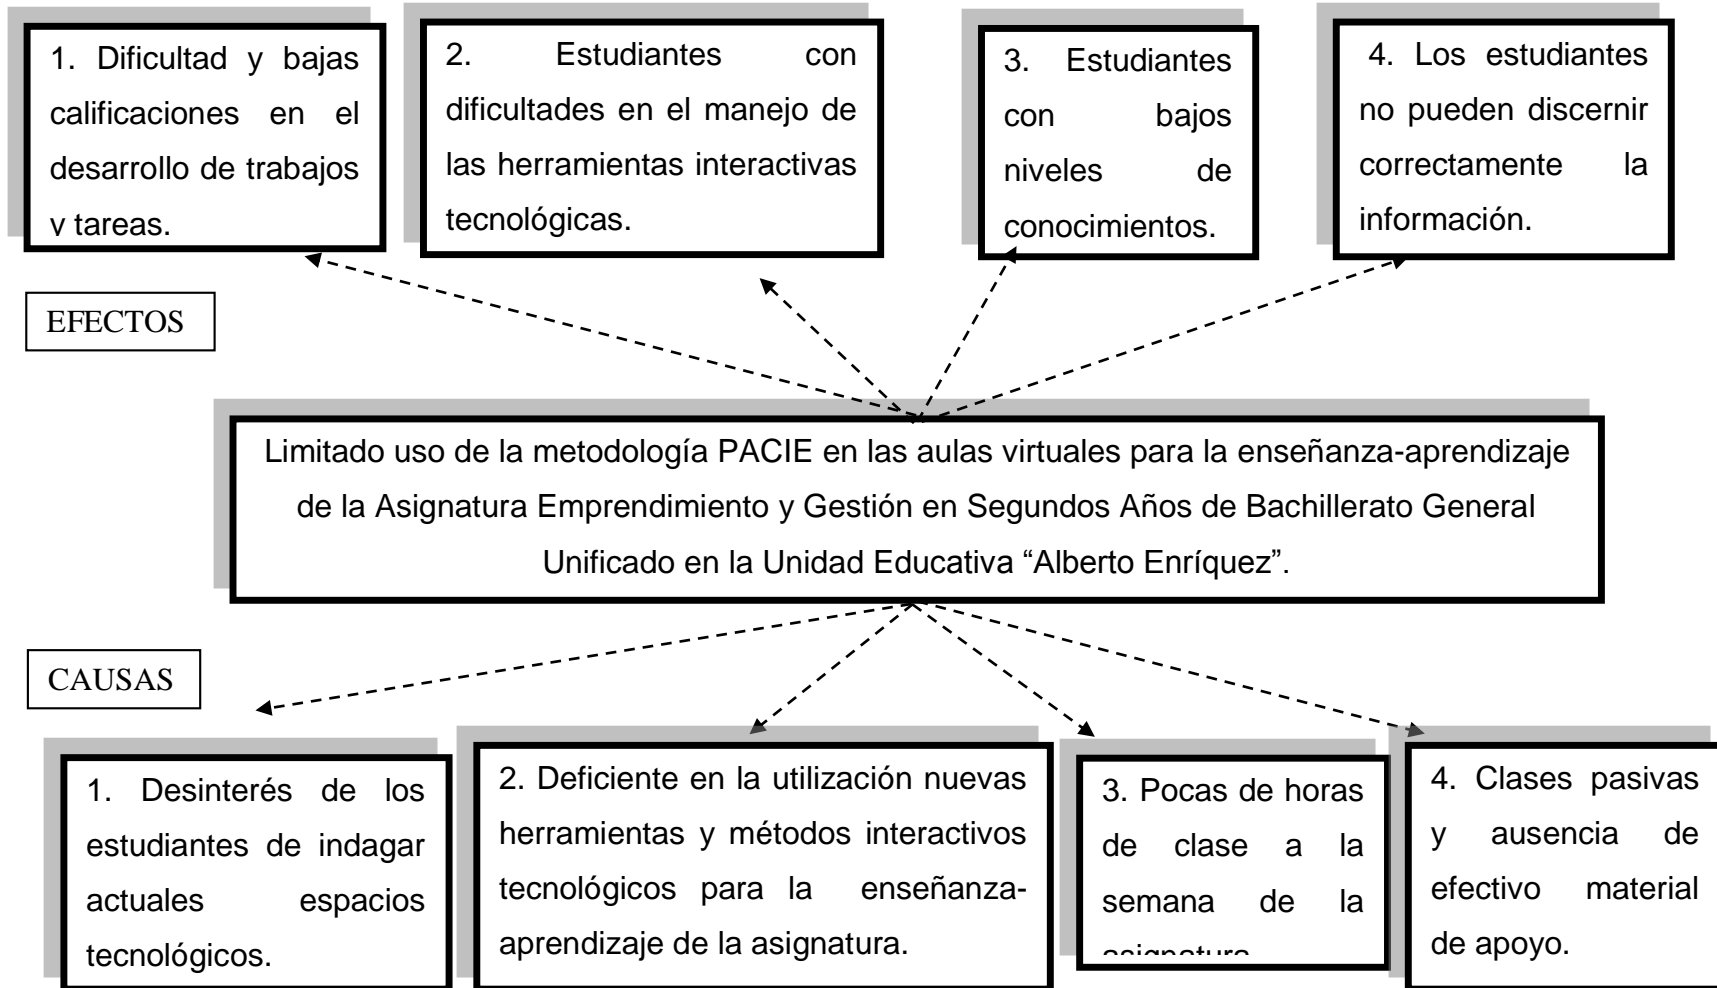 1. Dificultad y bajas
calificaciones en el
desarrollo de trabajos
y tareas.
2. Estudiantes con
dificultades en el manejo de
las herramientas interactivas
tecnológicas.
3. Estudiantes
con bajos
niveles de
conocimientos.
4. Los estudiantes
no pueden discernir
correctamente la
información.
EFECTOS
Limitado uso de la metodología PACIE en las aulas virtuales para la enseñanza-aprendizaje
de la Asignatura Emprendimiento y Gestión en Segundos Años de Bachillerato General
Unificado en la Unidad Educativa “Alberto Enríquez”.
CAUSAS
1. Desinterés de los
estudiantes de indagar
actuales espacios
tecnológicos.
2. Deficiente en la utilización nuevas
herramientas y métodos interactivos
tecnológicos para la enseñanza-
aprendizaje de la asignatura.
3. Pocas de horas
de clase a la
semana de la
asignatura
4. Clases pasivas
y ausencia de
efectivo material
de apoyo.